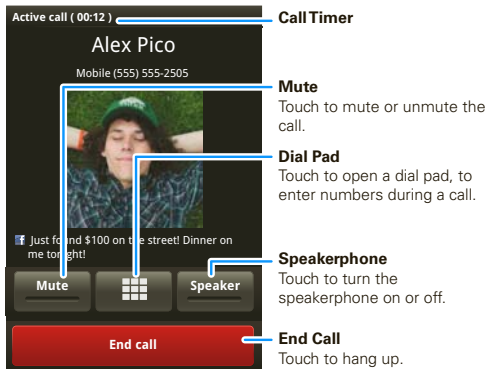 Active call ( 00:12 )
Call Timer
Alex Pico
Mobile (555) 555-2505
Mute
Touch to mute or unmute the
call.
Dial Pad
Touch to open a dial pad, to
enter numbers during a call.
f Just found $100 on the street! Dinner on
me tonight!
Speakerphone
Touch to turn the
speakerphone on or off.
Mute
Speaker
End call
End Call
Touch to hang up.